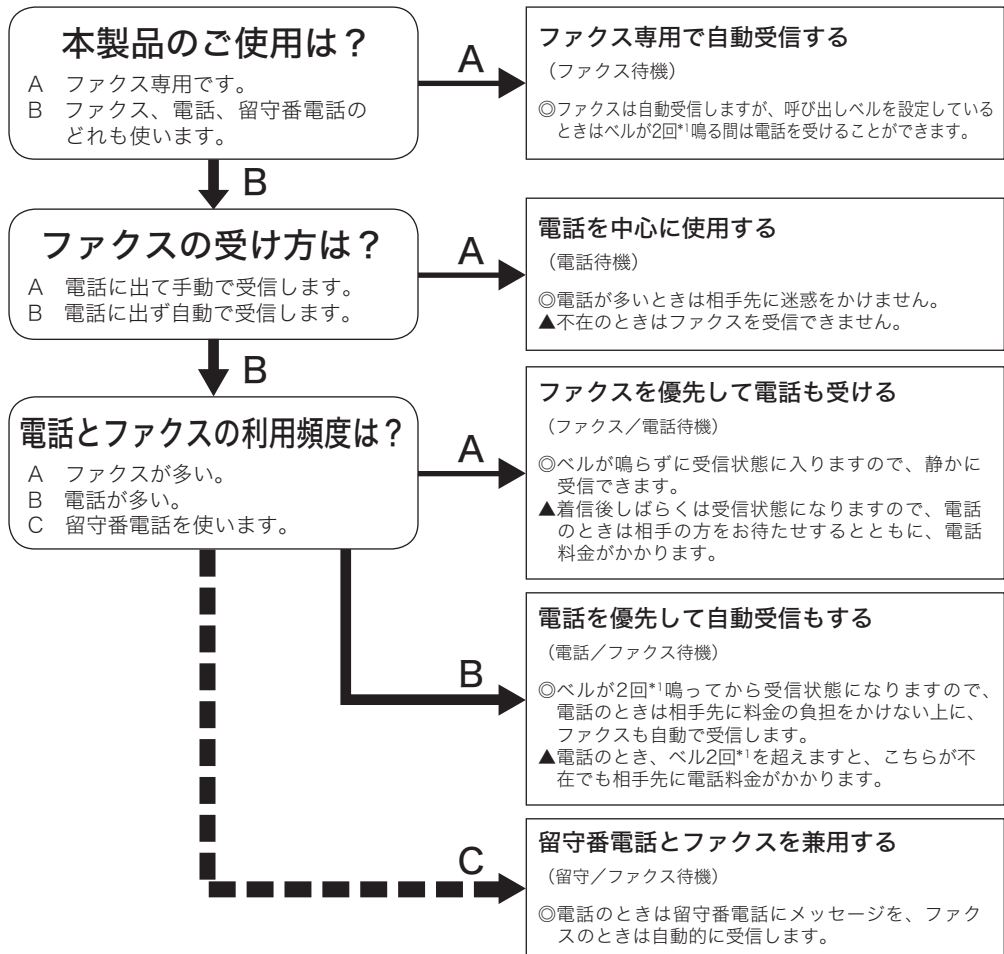 本製品のご使用は？
A ファクス専用です。
B ファクス、電話、留守番電話の
どれも使います。
A
ファクス専用で自動受信する
（ファクス待機）
◎ファクスは自動受信しますが、呼び出しベルを設定している
ときはベルが2回*1鳴る間は電話を受けることができます。
B
ファクスの受け方は？
A 電話に出て手動で受信します。
B 電話に出ず自動で受信します。
A
電話を中心に使用する
（電話待機）
◎電話が多いときは相手先に迷惑をかけません。
▲不在のときはファクスを受信できません。
B
電話とファクスの利用頻度は？
A ファクスが多い。
B 電話が多い。
C 留守番電話を使います。
A
ファクスを優先して電話も受ける
（ファクス／電話待機）
◎ベルが鳴らずに受信状態に入りますので、静かに
受信できます。
▲着信後しばらくは受信状態になりますので、電話
のときは相手の方をお待たせするとともに、電話
料金がかかります。
B
電話を優先して自動受信もする
（電話／ファクス待機）
◎ベルが2回*1鳴ってから受信状態になりますので、
電話のときは相手先に料金の負担をかけない上に、
ファクスも自動で受信します。
▲電話のとき、ベル2回*1を超えますと、こちらが不
在でも相手先に電話料金がかかります。
C
留守番電話とファクスを兼用する
（留守／ファクス待機）
◎電話のときは留守番電話にメッセージを、ファク
スのときは自動的に受信します。